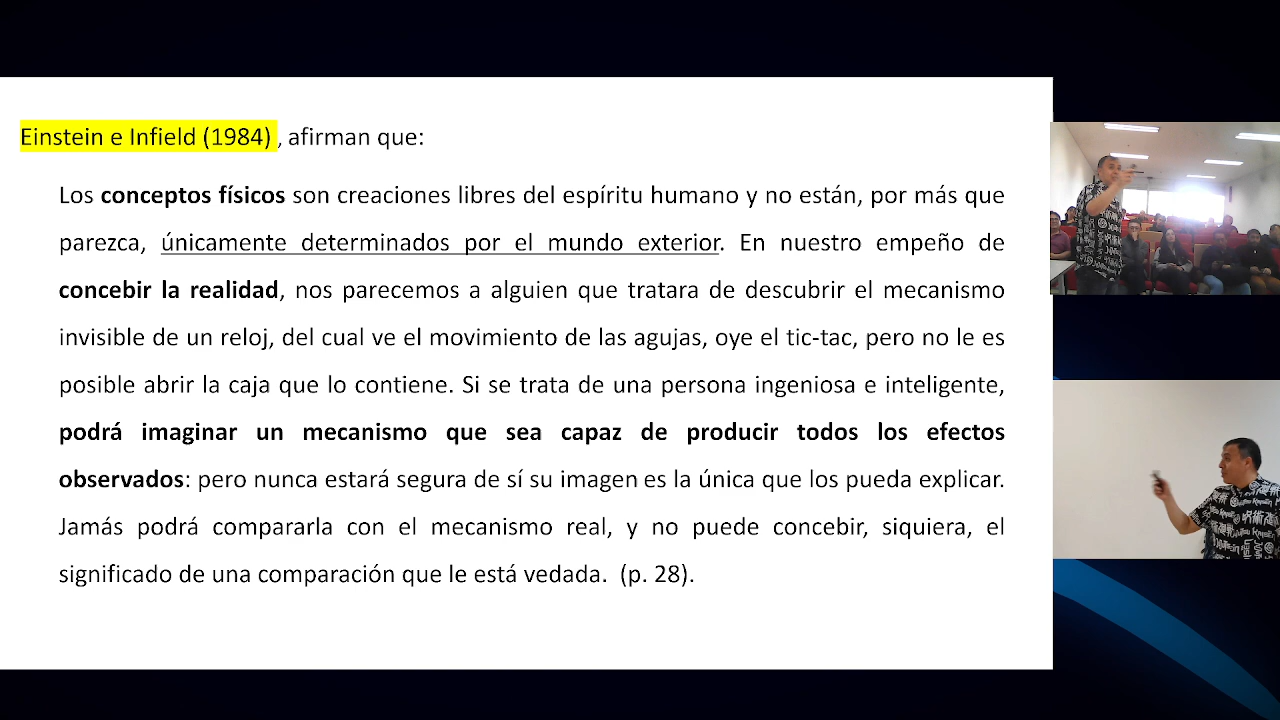 Einstein e Infield (1984) , afirman que:
Los conceptos físicos son creaciones libres del espíritu humano y no están, por más que
parezca, únicamente determinados por el mundo exterior. En nuestro empeño de
concebir la realidad, nos parecemos a alguien que tratara de descubrir el mecanismo
invisible de un reloj, del cual ve el movimiento de las agujas, oye el tic-tac, pero no le es
posible abrir la caja que lo contiene. Si se trata de una persona ingeniosa e inteligente,
podrá imaginar un mecanismo que sea capaz de producir todos los efectos
observados: pero nunca estará segura de sí su imagen es la única que los pueda explicar.
Jamás podrá compararla con el mecanismo real, y no puede concebir, siquiera, el
significado de una comparación que le está vedada. (p. 28).